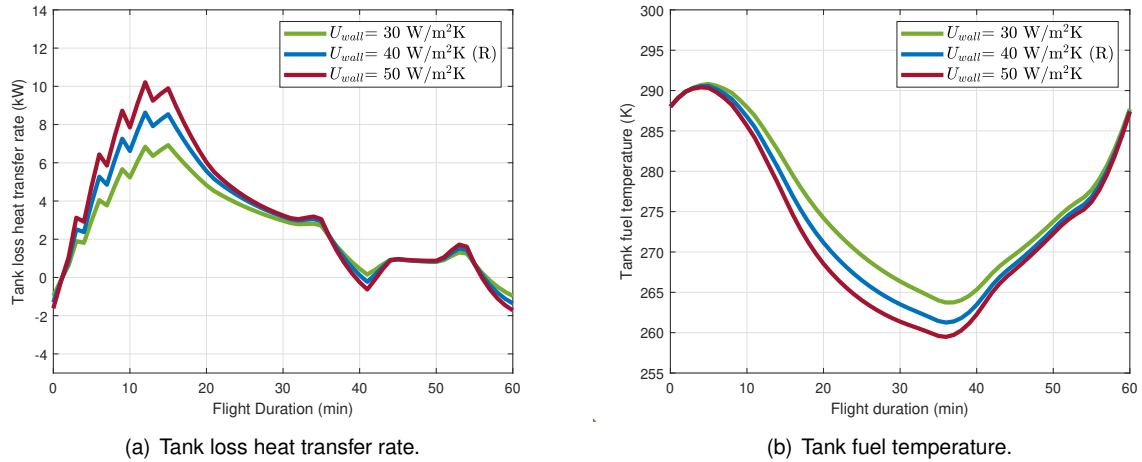 14
12
10
8
6
4
2
0
-2
-4
0 10 20 30 40 50 60
Tank loss heat transfer rate (kW)
Flight Duration (min)
U_wall= 30 W/m²K
U_wall= 40 W/m²K (R)
U_wall= 50 W/m²K
(a) Tank loss heat transfer rate.
300
295
290
285
280
275
270
265
260
255
0 10 20 30 40 50 60
Tank fuel temperature (K)
Flight duration (min)
U_wall= 30 W/m²K
U_wall= 40 W/m²K (R)
U_wall= 50 W/m²K
(b) Tank fuel temperature.